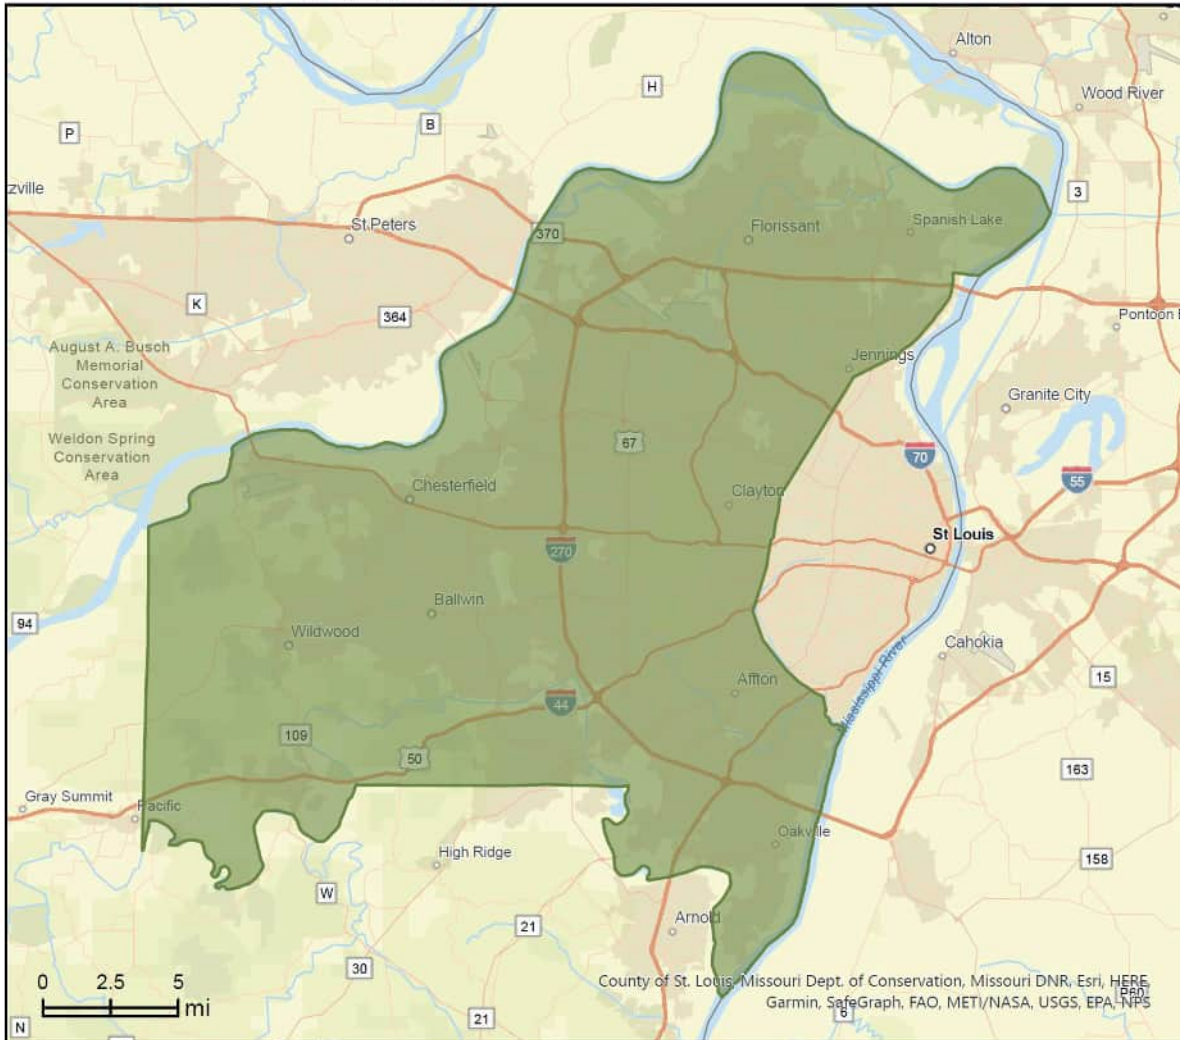 Alton
H
Wood River
B
P
zville
3
St Peters
370
Florissant
Spanish Lake
K
364
Pontoon
August A. Busch
Memorial
Conservation
Area
Jennings
Granite City
Weldon Spring
Conservation
Area
67
70
55
Chesterfield
Clayton
St Louis
270
Ballwin
94
Wildwood
Cahokia
Mississippi River
Affton
15
44
109
50
163
Gray Summit
Pacific
Oakville
High Ridge
158
W
21
Arnold
30
0 2.5 5
mi
County of St. Louis, Missouri Dept. of Conservation, Missouri DNR, Esri, HERE,
Garmin, SafeGraph, FAO, METI/NASA, USGS, EPA, NPS
P60
6
N
21